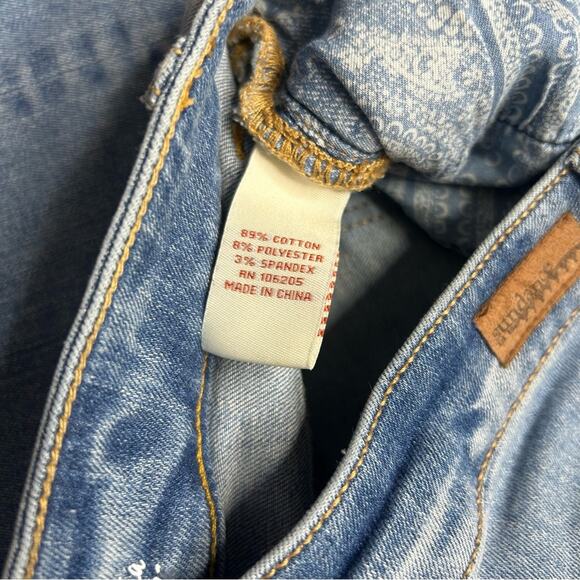 89% COTTON
8% POLYESTER
3% SPANDEX
RN 106205
MADE IN CHINA